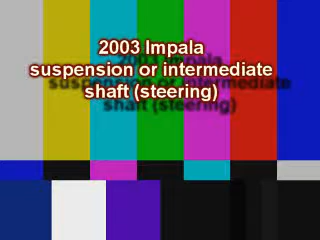 2003 Impala
suspension or intermediate
shaft (steering)